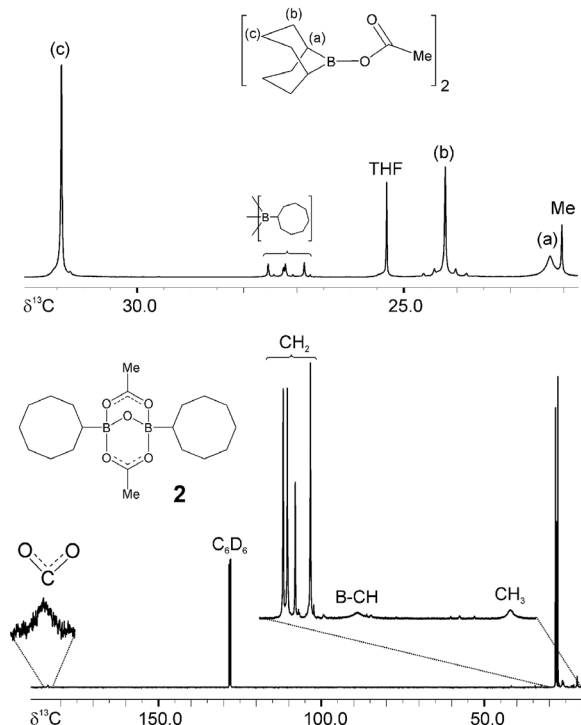 (b)
(c)
(a)
B
O
O
Me
2
(c)
THF
(b)
Me
(a)
B
δ¹³C
30.0
25.0
CH₂
Me
O
O
B
O
B
O
O
Me
2
O
O
C
C₆D₆
B-CH
CH₃
δ¹³C
150.0
100.0
50.0